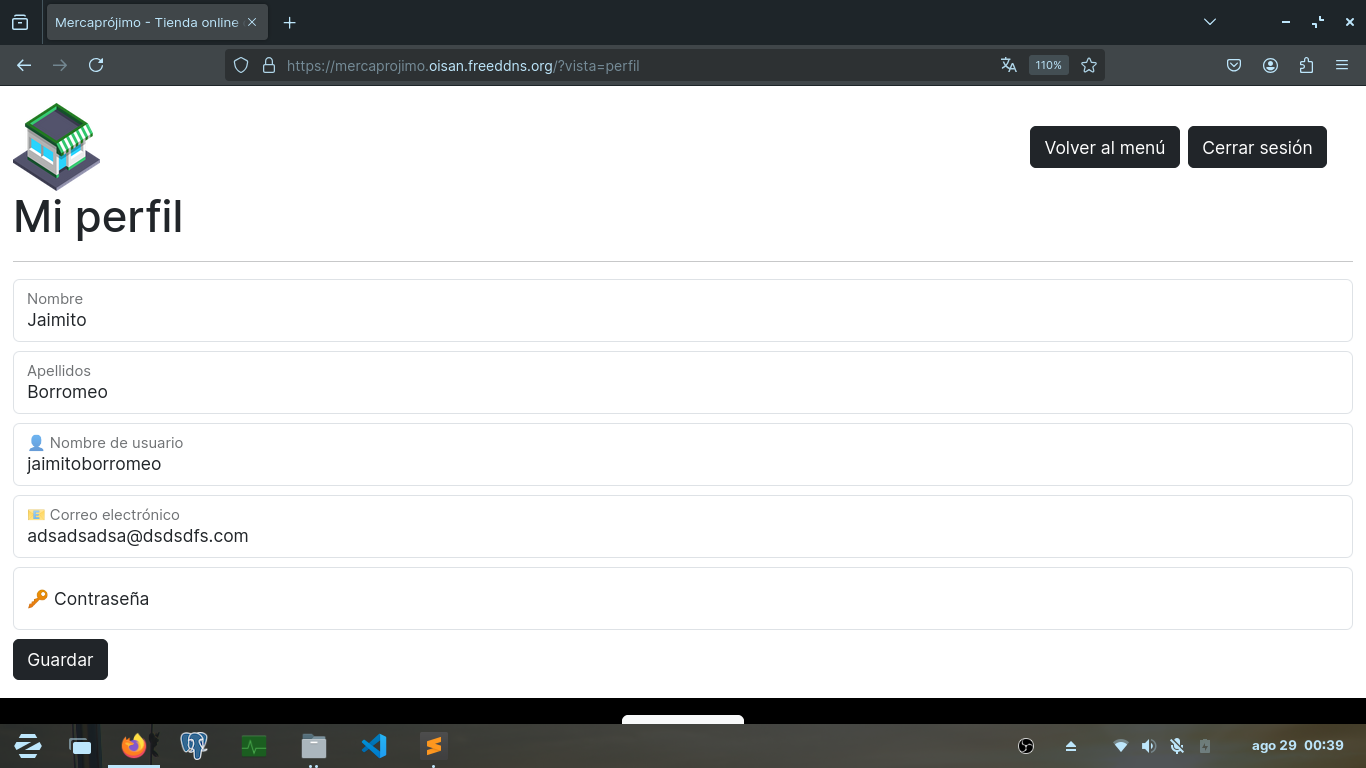 Mercaprójimo - Tienda online
https://mercaprojimo.oisan.freeddns.org/?vista=perfil
110%
Volver al menú
Cerrar sesión
Mi perfil
Nombre
Jaimito
Apellidos
Borromeo
Nombre de usuario
jaimitoborromeo
Correo electrónico
adsadsadsa@dsdsdfs.com
Contraseña
Guardar
ago 29 00:39